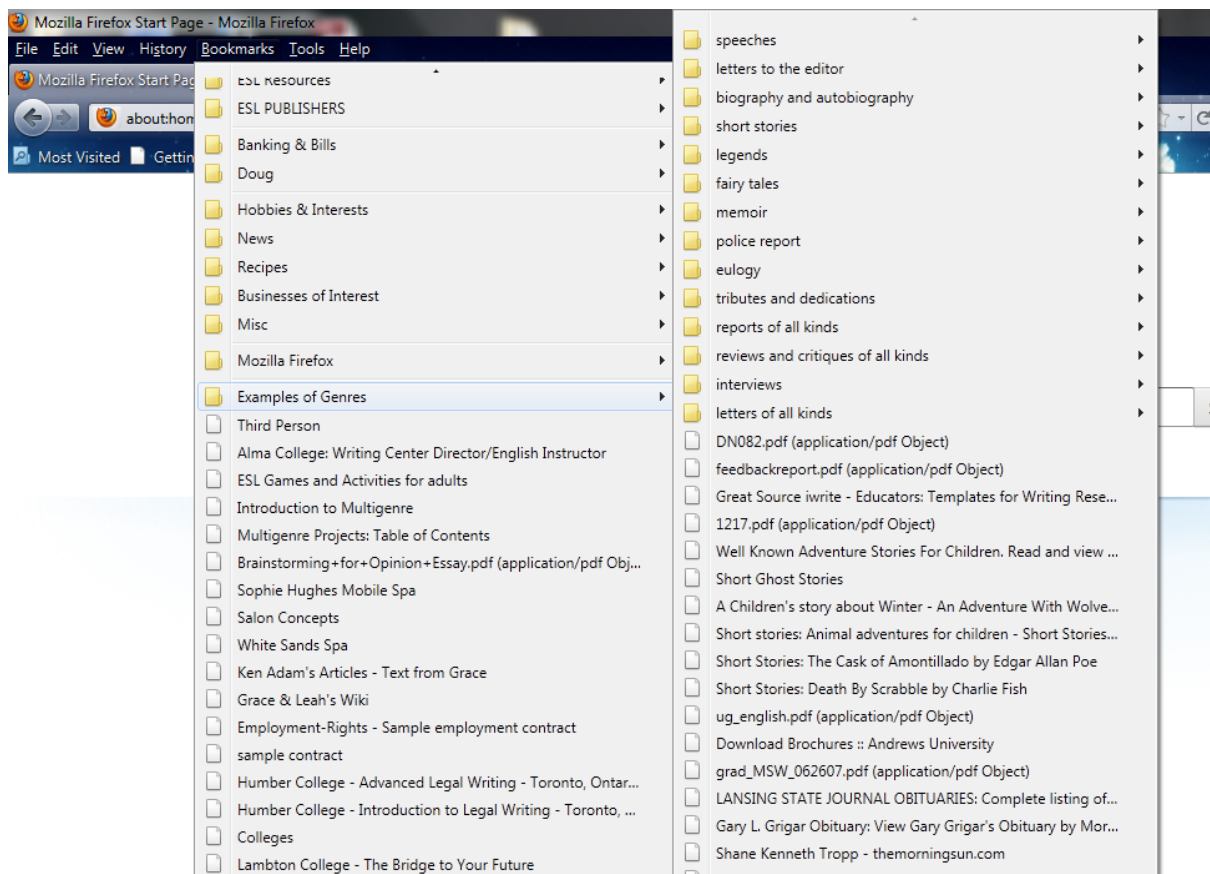 Mozilla Firefox Start Page - Mozilla Firefox
File Edit View History Bookmarks Tools Help
Mozilla Firefox Start Pag
about:hom
Most Visited Gettin
ESL Resources
ESL PUBLISHERS
Banking & Bills
Doug
Hobbies & Interests
News
Recipes
Businesses of Interest
Misc
Mozilla Firefox
Examples of Genres
Third Person
Alma College: Writing Center Director/English Instructor
ESL Games and Activities for adults
Introduction to Multigenre
Multigenre Projects: Table of Contents
Brainstorming+for+Opinion+Essay.pdf (application/pdf Obj...
Sophie Hughes Mobile Spa
Salon Concepts
White Sands Spa
Ken Adam's Articles - Text from Grace
Grace & Leah's Wiki
Employment-Rights - Sample employment contract
sample contract
Humber College - Advanced Legal Writing - Toronto, Ontar...
Humber College - Introduction to Legal Writing - Toronto, ...
Colleges
Lambton College - The Bridge to Your Future
speeches
letters to the editor
biography and autobiography
short stories
legends
fairy tales
memoir
police report
eulogy
tributes and dedications
reports of all kinds
reviews and critiques of all kinds
interviews
letters of all kinds
DN082.pdf (application/pdf Object)
feedbackreport.pdf (application/pdf Object)
Great Source iwrite - Educators: Templates for Writing Rese...
1217.pdf (application/pdf Object)
Well Known Adventure Stories For Children. Read and view ...
Short Ghost Stories
A Children's story about Winter - An Adventure With Wolve...
Short stories: Animal adventures for children - Short Stories...
Short Stories: The Cask of Amontillado by Edgar Allan Poe
Short Stories: Death By Scrabble by Charlie Fish
ug_english.pdf (application/pdf Object)
Download Brochures :: Andrews University
grad_MSW_062607.pdf (application/pdf Object)
LANSING STATE JOURNAL OBITUARIES: Complete listing of...
Gary L. Grigar Obituary: View Gary Grigar's Obituary by Mor...
Shane Kenneth Tropp - themorningsun.com